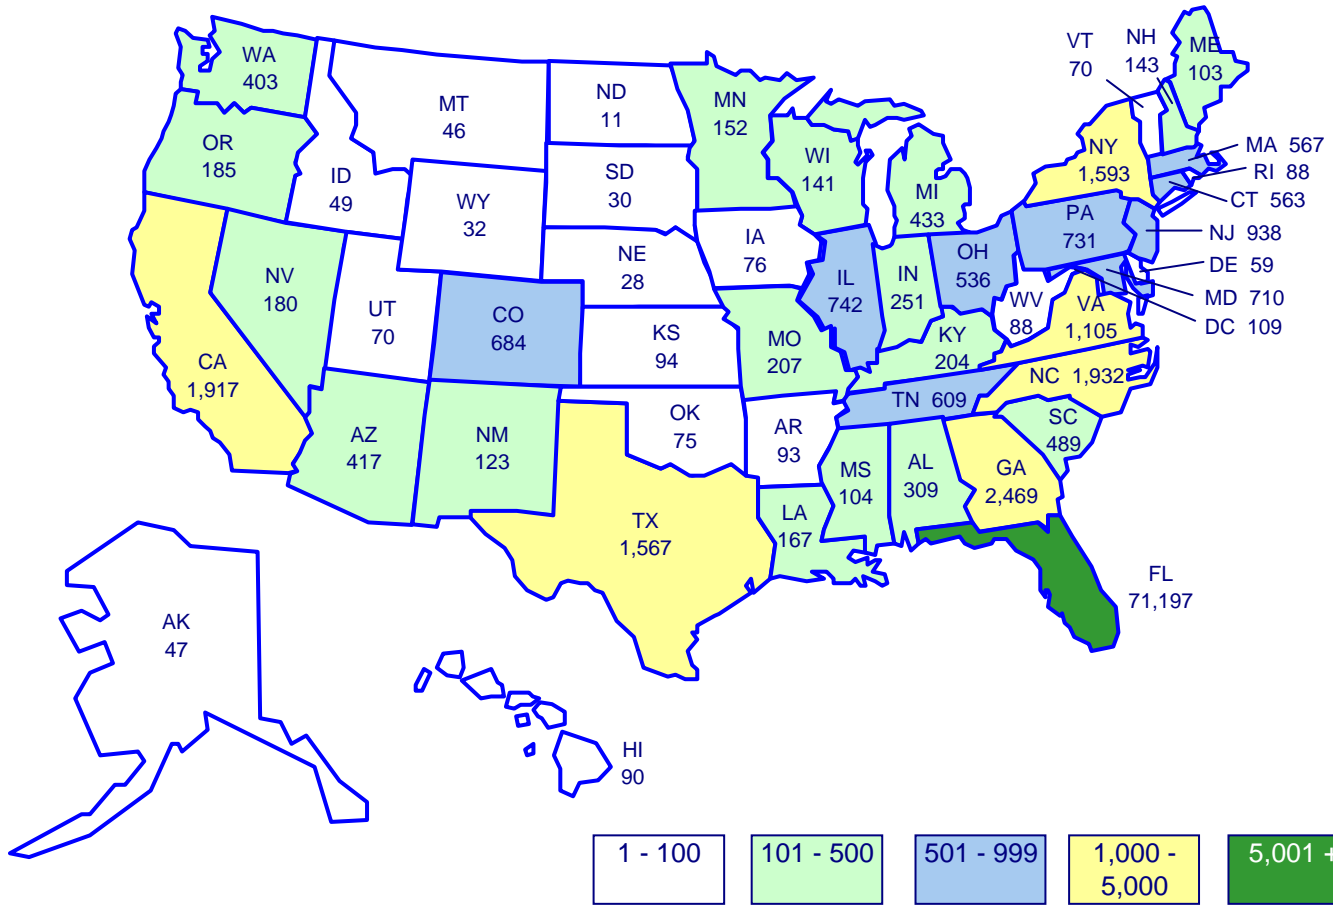 WA
403
OR
185
CA
1,917
NV
180
ID
49
MT
46
WY
32
UT
70
CO
684
AZ
417
NM
123
ND
11
SD
30
NE
28
KS
94
OK
75
TX
1,567
MN
152
IA
76
MO
207
AR
93
LA
167
WI
141
IL
742
MI
433
IN
251
OH
536
KY
204
TN 609
MS
104
AL
309
GA
2,469
FL
71,197
SC
489
NC 1,932
VA
1,105
WV
88
PA
731
NY
1,593
VT
70
NH
143
ME
103
MA 567
RI 88
CT 563
NJ 938
DE 59
MD 710
DC 109
AK
47
HI
90
1 - 100
101 - 500
501 - 999
1,000 -
5,000
5,001 +